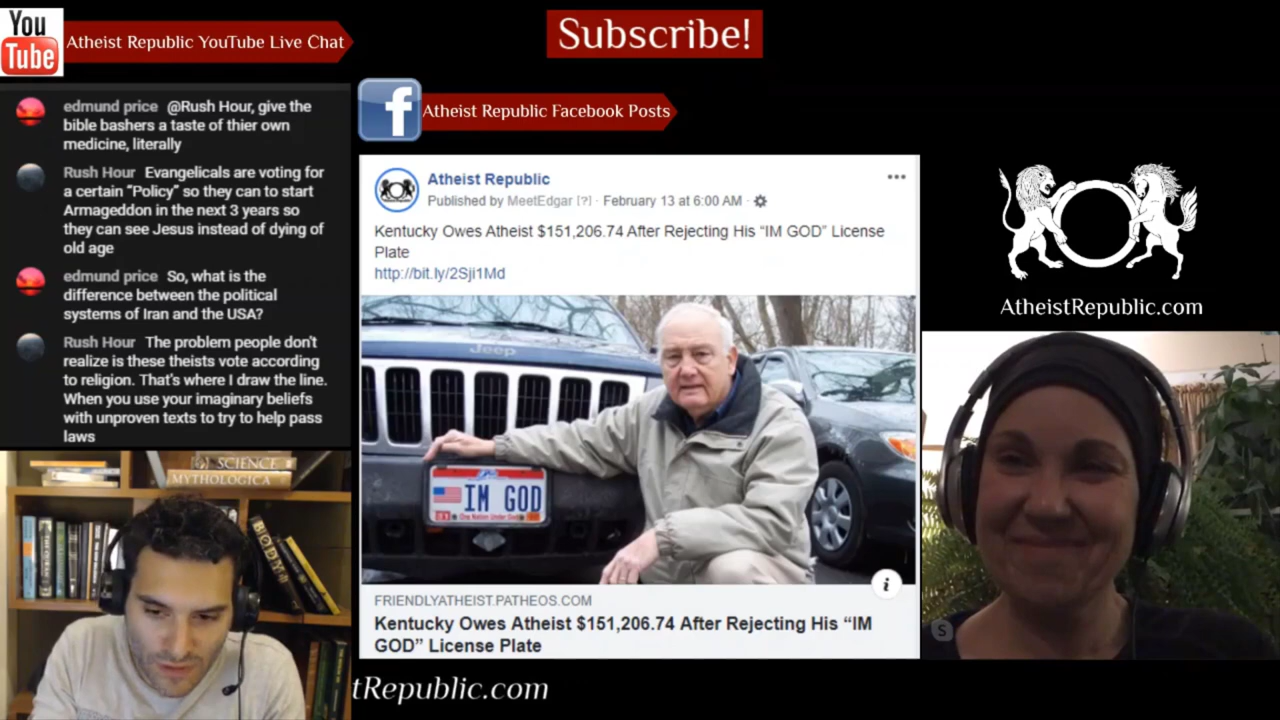 You
Tube
Atheist Republic YouTube Live Chat
Subscribe!
edmund price @Rush Hour, give the
bible bashers a taste of thier own
medicine, literally
Rush Hour Evangelicals are voting for
a certain “Policy” so they can to start
Armageddon in the next 3 years so
they can see Jesus instead of dying of
old age
edmund price So, what is the
difference between the political
systems of Iran and the USA?
Rush Hour The problem people don't
realize is these theists vote according
to religion. That's where I draw the line.
When you use your imaginary beliefs
with unproven texts to try to help pass
laws
f
Atheist Republic Facebook Posts
Atheist Republic
Published by MeetEdgar [?] · February 13 at 6:00 AM ·
Kentucky Owes Atheist $151,206.74 After Rejecting His “IM GOD” License
Plate
http://bit.ly/2Sji1Md
Jeep
IM GOD
One Nation Under God
i
FRIENDLYATHEIST.PATHEOS.COM
Kentucky Owes Atheist $151,206.74 After Rejecting His “IM
GOD” License Plate
AtheistRepublic.com
S
SCIENCE
MYTHOLOGICA
BODY
tRepublic.com